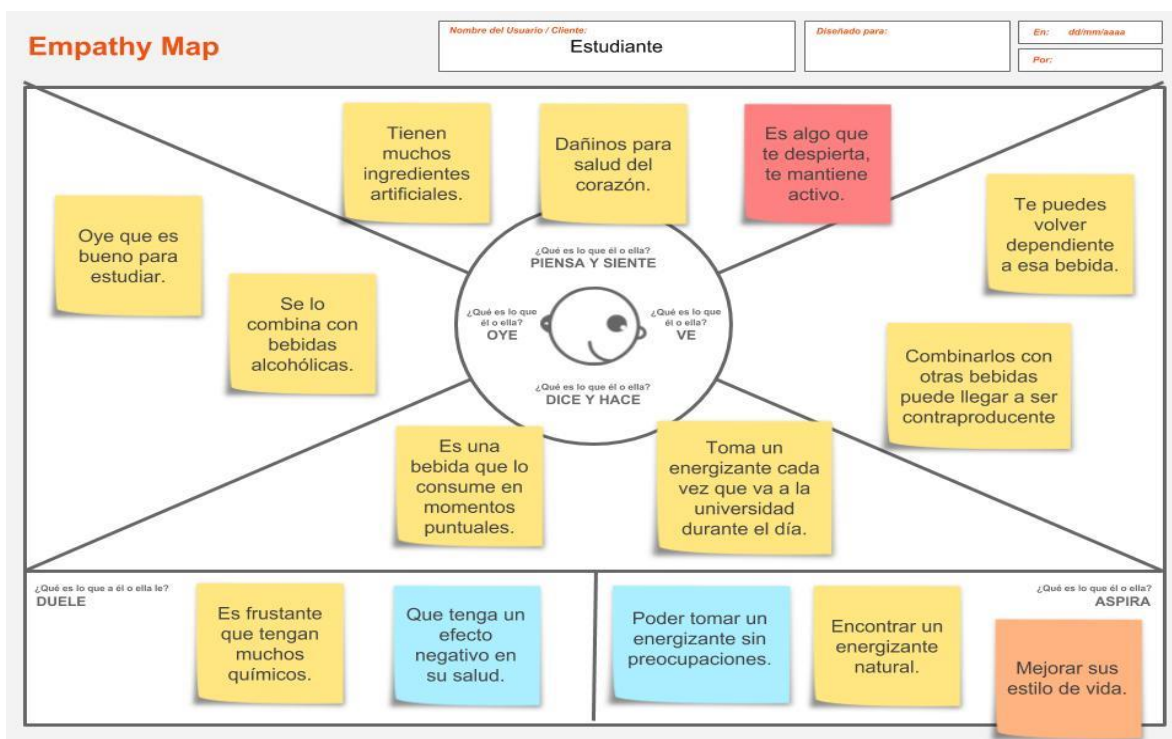 Empathy Map
Nombre del Usuario / Cliente:
Estudiante
Diseñado para:
En: dd/mm/aaaa
Por:
Tienen
muchos
ingredientes
artificiales.
Dañinos para
salud del
corazón.
Es algo que
te despierta,
te mantiene
activo.
Oye que es
bueno para
estudiar.
Se lo
combina con
bebidas
alcohólicas.
Te puedes
volver
dependiente
a esa bebida.
Combinarlos con
otras bebidas
puede llegar a ser
contraproducente
¿Qué es lo que él o ella?
PIENSA Y SIENTE
¿Qué es lo que
él o ella?
OYE
¿Qué es lo que
él o ella?
VE
¿Qué es lo que él o ella?
DICE Y HACE
Es una
bebida que lo
consume en
momentos
puntuales.
Toma un
energizante cada
vez que va a la
universidad
durante el día.
¿Qué es lo que a él o ella le?
DUELE
Es frustante
que tengan
muchos
químicos.
Que tenga un
efecto
negativo en
su salud.
Poder tomar un
energizante sin
preocupaciones.
Encontrar un
energizante
natural.
¿Qué es lo que él o ella?
ASPIRA
Mejorar sus
estilo de vida.